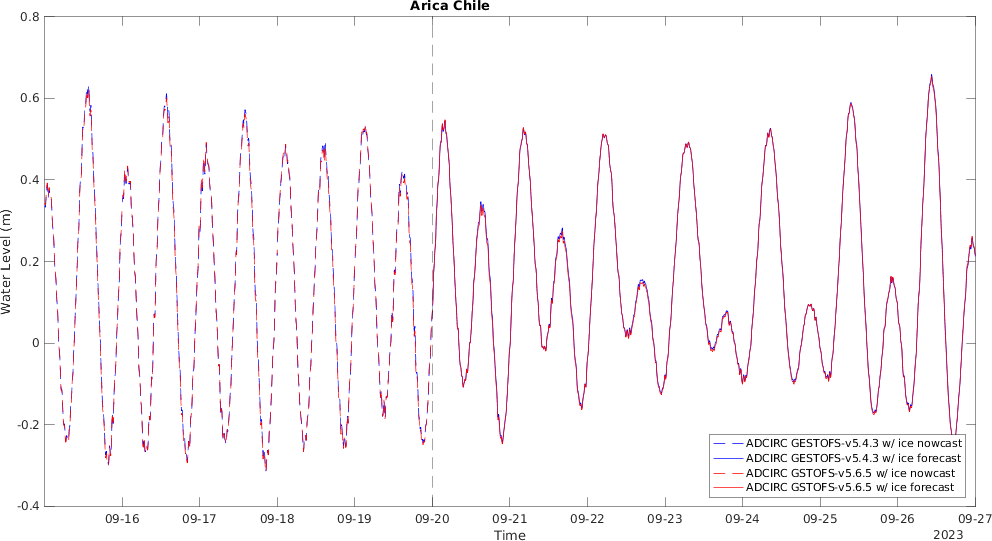 Arica Chile
Water Level (m)
0.8
0.6
0.4
0.2
0
-0.2
-0.4
ADCIRC GESTOFS-v5.4.3 w/ ice nowcast
ADCIRC GESTOFS-v5.4.3 w/ ice forecast
ADCIRC GSTOFS-v5.6.5 w/ ice nowcast
ADCIRC GSTOFS-v5.6.5 w/ ice forecast
09-16 09-17 09-18 09-19 09-20 09-21 09-22 09-23 09-24 09-25 09-26 09-27
Time
2023